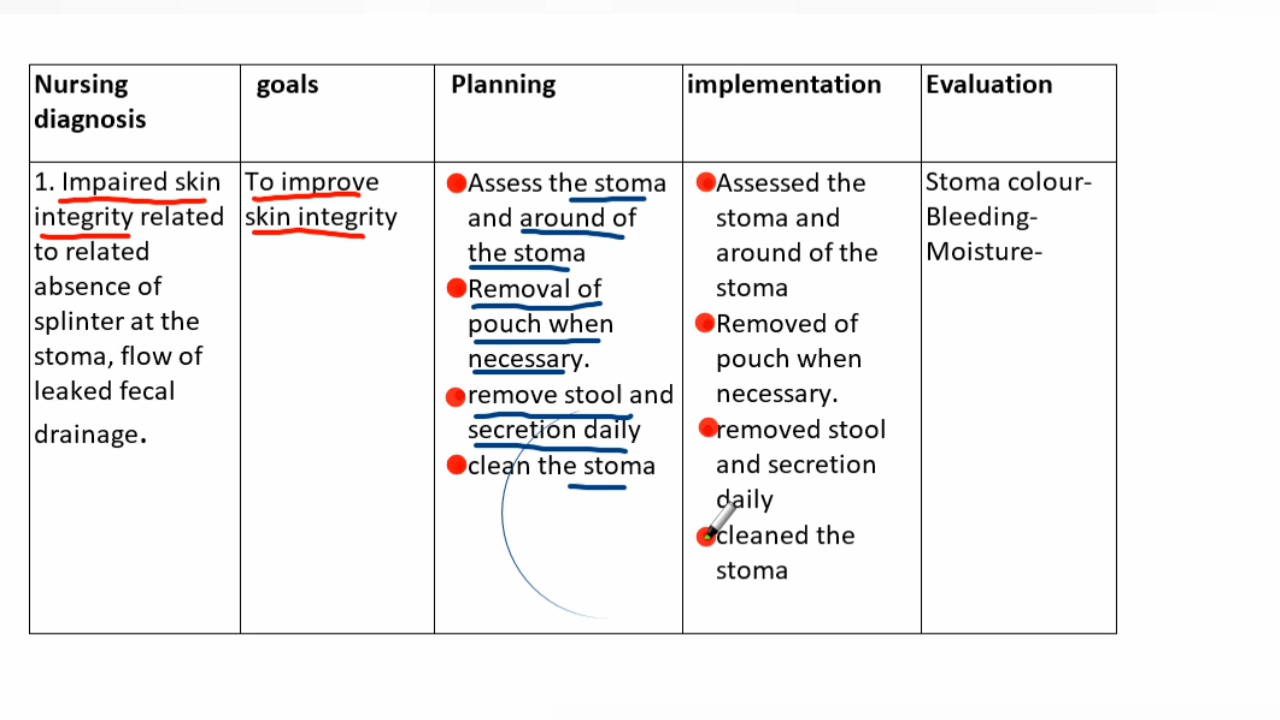 Nursing
diagnosis
goals
Planning
implementation
Evaluation
1. Impaired skin
integrity related
to related
absence of
splinter at the
stoma, flow of
leaked fecal
drainage.
To improve
skin integrity
Assess the stoma
and around of
the stoma
Removal of
pouch when
necessary.
remove stool and
secretion daily
clean the stoma
Assessed the
stoma and
around of the
stoma
Removed of
pouch when
necessary.
removed stool
and secretion
daily
cleaned the
stoma
Stoma colour-
Bleeding-
Moisture-